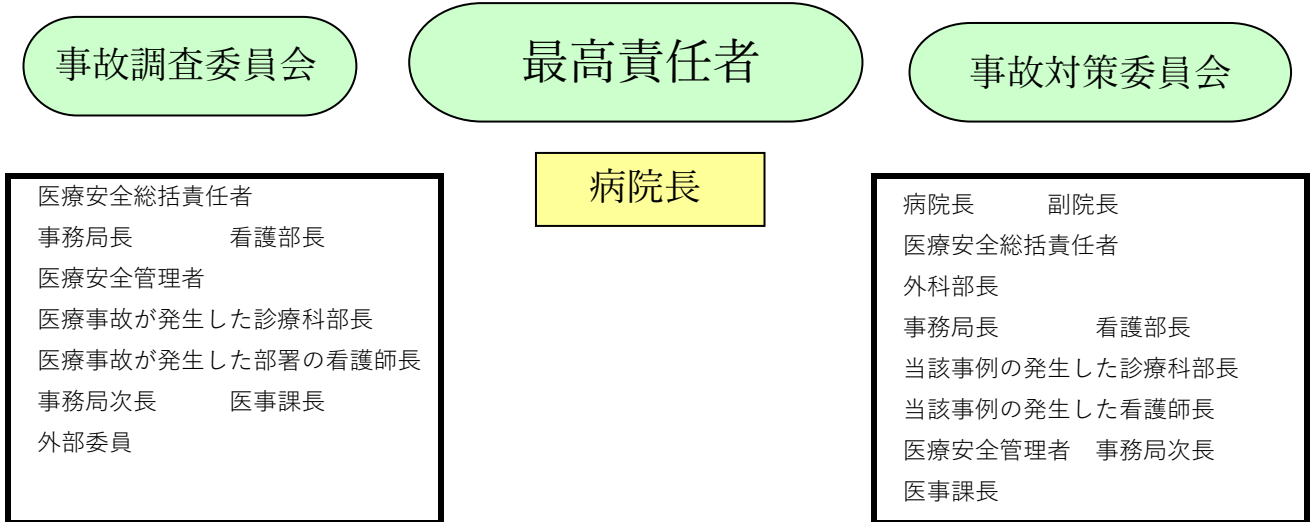 事故調査委員会
最高責任者
事故対策委員会
病院長
医療安全総括責任者
事務局長　　　　看護部長
医療安全管理者
医療事故が発生した診療科部長
医療事故が発生した部署の看護師長
事務局次長　　　医事課長
外部委員
病院長　　　副院長
医療安全総括責任者
外科部長
事務局長　　　　看護部長
当該事例の発生した診療科部長
当該事例の発生した看護師長
医療安全管理者　事務局次長
医事課長